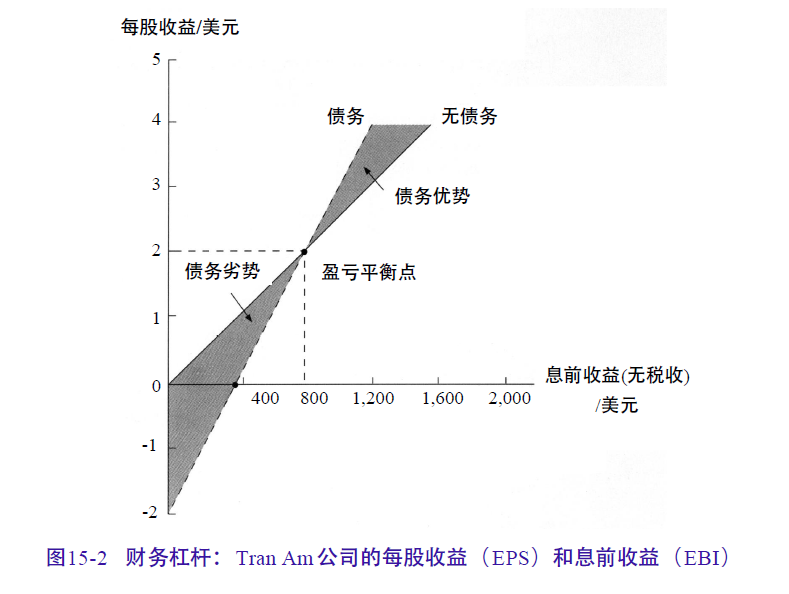 每股收益/美元
5
4
债务
无债务
3
债务优势
2
债务劣势
盈亏平衡点
1
0
息前收益(无税收)
/美元
400 800 1,200 1,600 2,000
-1
-2
图15-2 财务杠杆：Tran Am公司的每股收益（EPS）和息前收益（EBI）